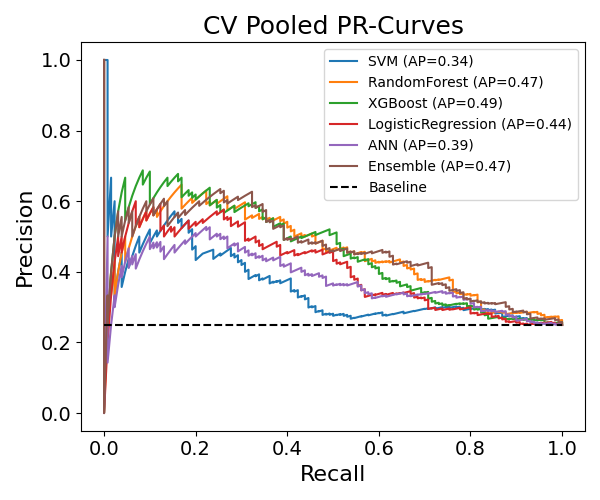 CV Pooled PR-Curves
SVM (AP=0.34)
RandomForest (AP=0.47)
XGBoost (AP=0.49)
LogisticRegression (AP=0.44)
ANN (AP=0.39)
Ensemble (AP=0.47)
Baseline
Precision
1.0
0.8
0.6
0.4
0.2
0.0
0.0 0.2 0.4 0.6 0.8 1.0
Recall